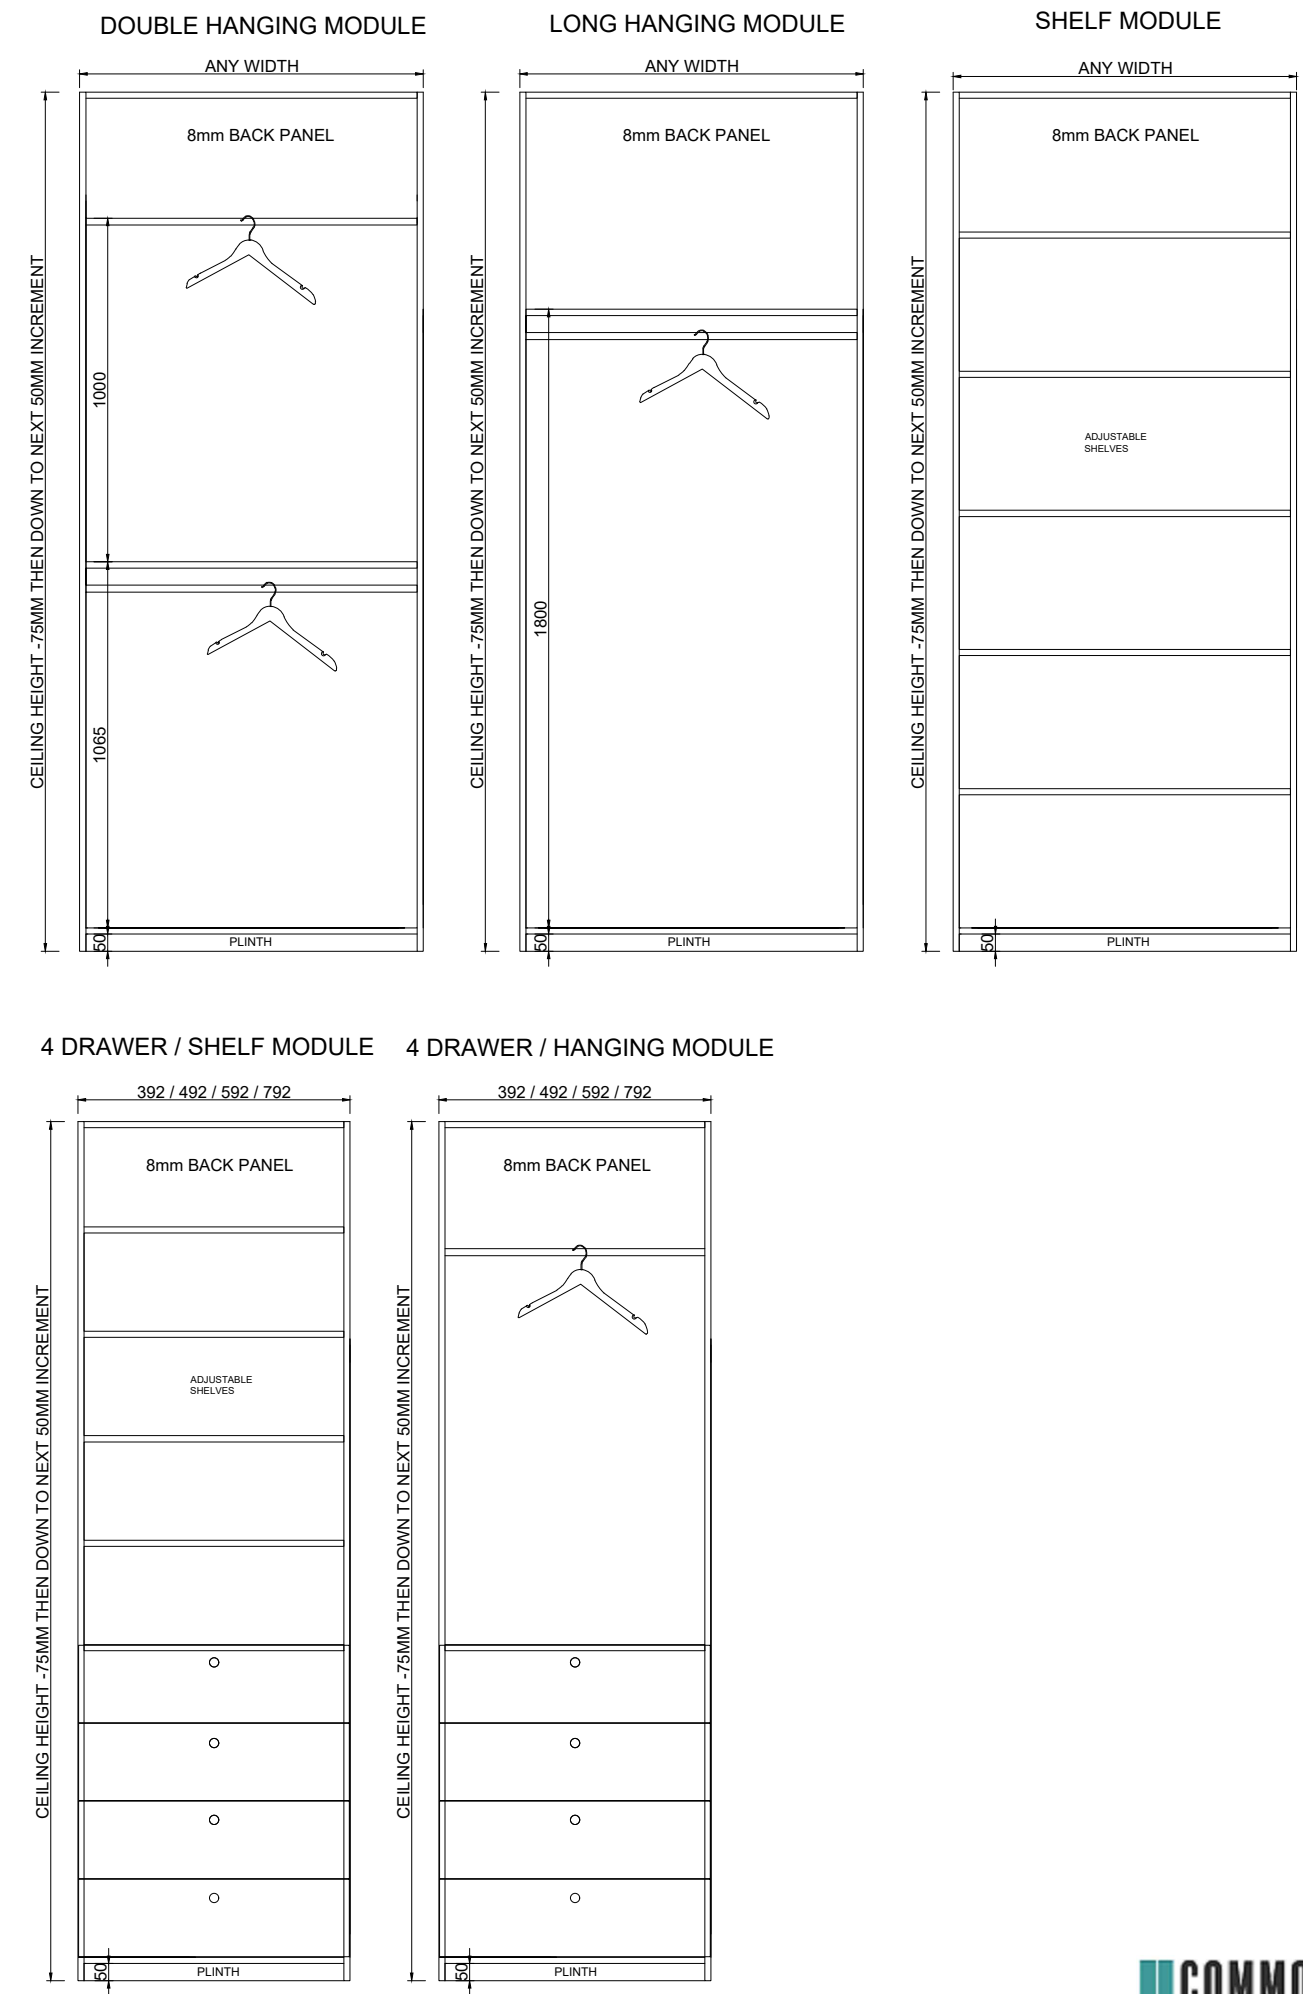 DOUBLE HANGING MODULE
ANY WIDTH
8mm BACK PANEL
CEILING HEIGHT -75MM THEN DOWN TO NEXT 50MM INCREMENT
1000
1065
50
PLINTH
LONG HANGING MODULE
ANY WIDTH
8mm BACK PANEL
CEILING HEIGHT -75MM THEN DOWN TO NEXT 50MM INCREMENT
1800
50
PLINTH
SHELF MODULE
ANY WIDTH
8mm BACK PANEL
CEILING HEIGHT -75MM THEN DOWN TO NEXT 50MM INCREMENT
ADJUSTABLE
SHELVES
50
PLINTH
4 DRAWER / SHELF MODULE
392 / 492 / 592 / 792
8mm BACK PANEL
CEILING HEIGHT -75MM THEN DOWN TO NEXT 50MM INCREMENT
ADJUSTABLE
SHELVES
50
PLINTH
4 DRAWER / HANGING MODULE
392 / 492 / 592 / 792
8mm BACK PANEL
CEILING HEIGHT -75MM THEN DOWN TO NEXT 50MM INCREMENT
50
PLINTH